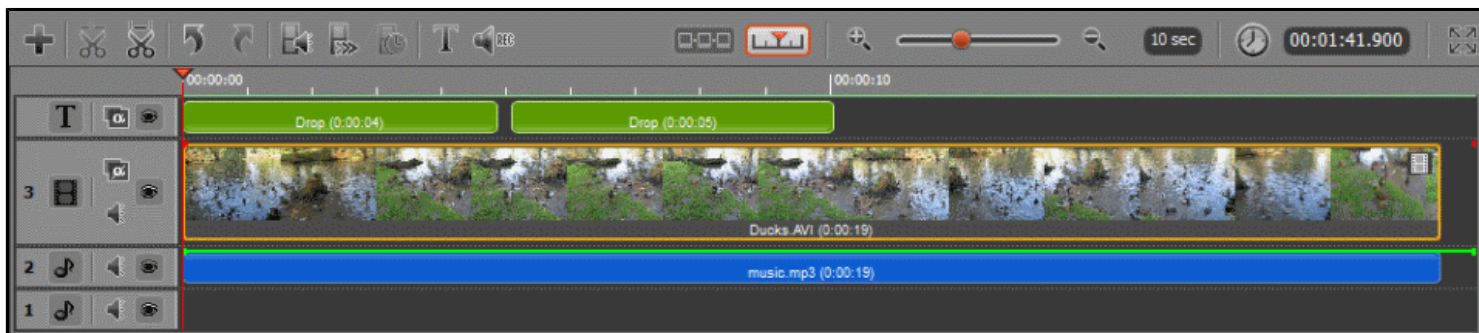 T REC 10 sec 00:01:41.900
00:00:00 00:00:10
T α Drop (0:00:04) Drop (0:00:05)
3 α
Ducks.AVI (0:00:19)
2 music.mp3 (0:00:19)
1